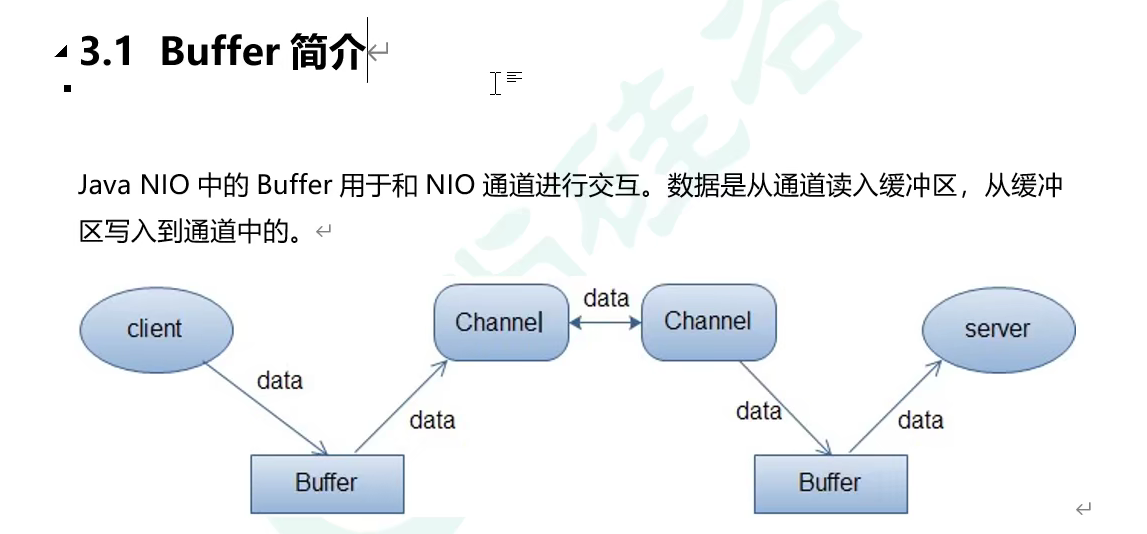 3.1 Buffer 简介
Java NIO 中的 Buffer 用于和 NIO 通道进行交互。数据是从通道读入缓冲区，从缓冲
区写入到通道中的。
data
client
Channel
Channel
server
data
data
data
data
Buffer
Buffer